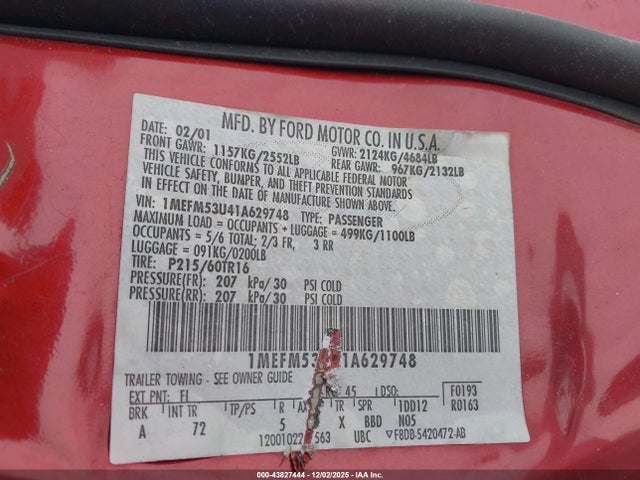 MFD. BY FORD MOTOR CO. IN U.S.A.
DATE: 02/01 GVWR: 2124KG/4684LB
FRONT GAWR: 1157KG/2552LB REAR GAWR: 967KG/2132LB
THIS VEHICLE CONFORMS TO ALL APPLICABLE FEDERAL MOTOR
VEHICLE SAFETY, BUMPER, AND THEFT PREVENTION STANDARDS
IN EFFECT ON THE DATE OF MANUFACTURE SHOWN ABOVE.
VIN: 1MEFM53U41A629748 TYPE: PASSENGER
MAXIMUM LOAD = OCCUPANTS + LUGGAGE = 499KG/1100LB
OCCUPANTS = 5/6 TOTAL: 2/3 FR, 3 RR
LUGGAGE = 091KG/0200LB
TIRE: P215/60TR16
PRESSURE(FR) = 207 kPa/30 PSI COLD
PRESSURE(RR) = 207 kPa/30 PSI COLD
1MEFM53 1A629748
TRAILER TOWING - SEE OWNER GUIDE
EXT PNT: FI 45 DSO: F0193
BRK INT TR TP/PS R AX TR SPR 1DD12 R0163
A 72 5 X BBD N05
12001022 563 UBC F8DB-5420472-AB
© 00-43827444 - 12/02/2025 - IAA Inc.